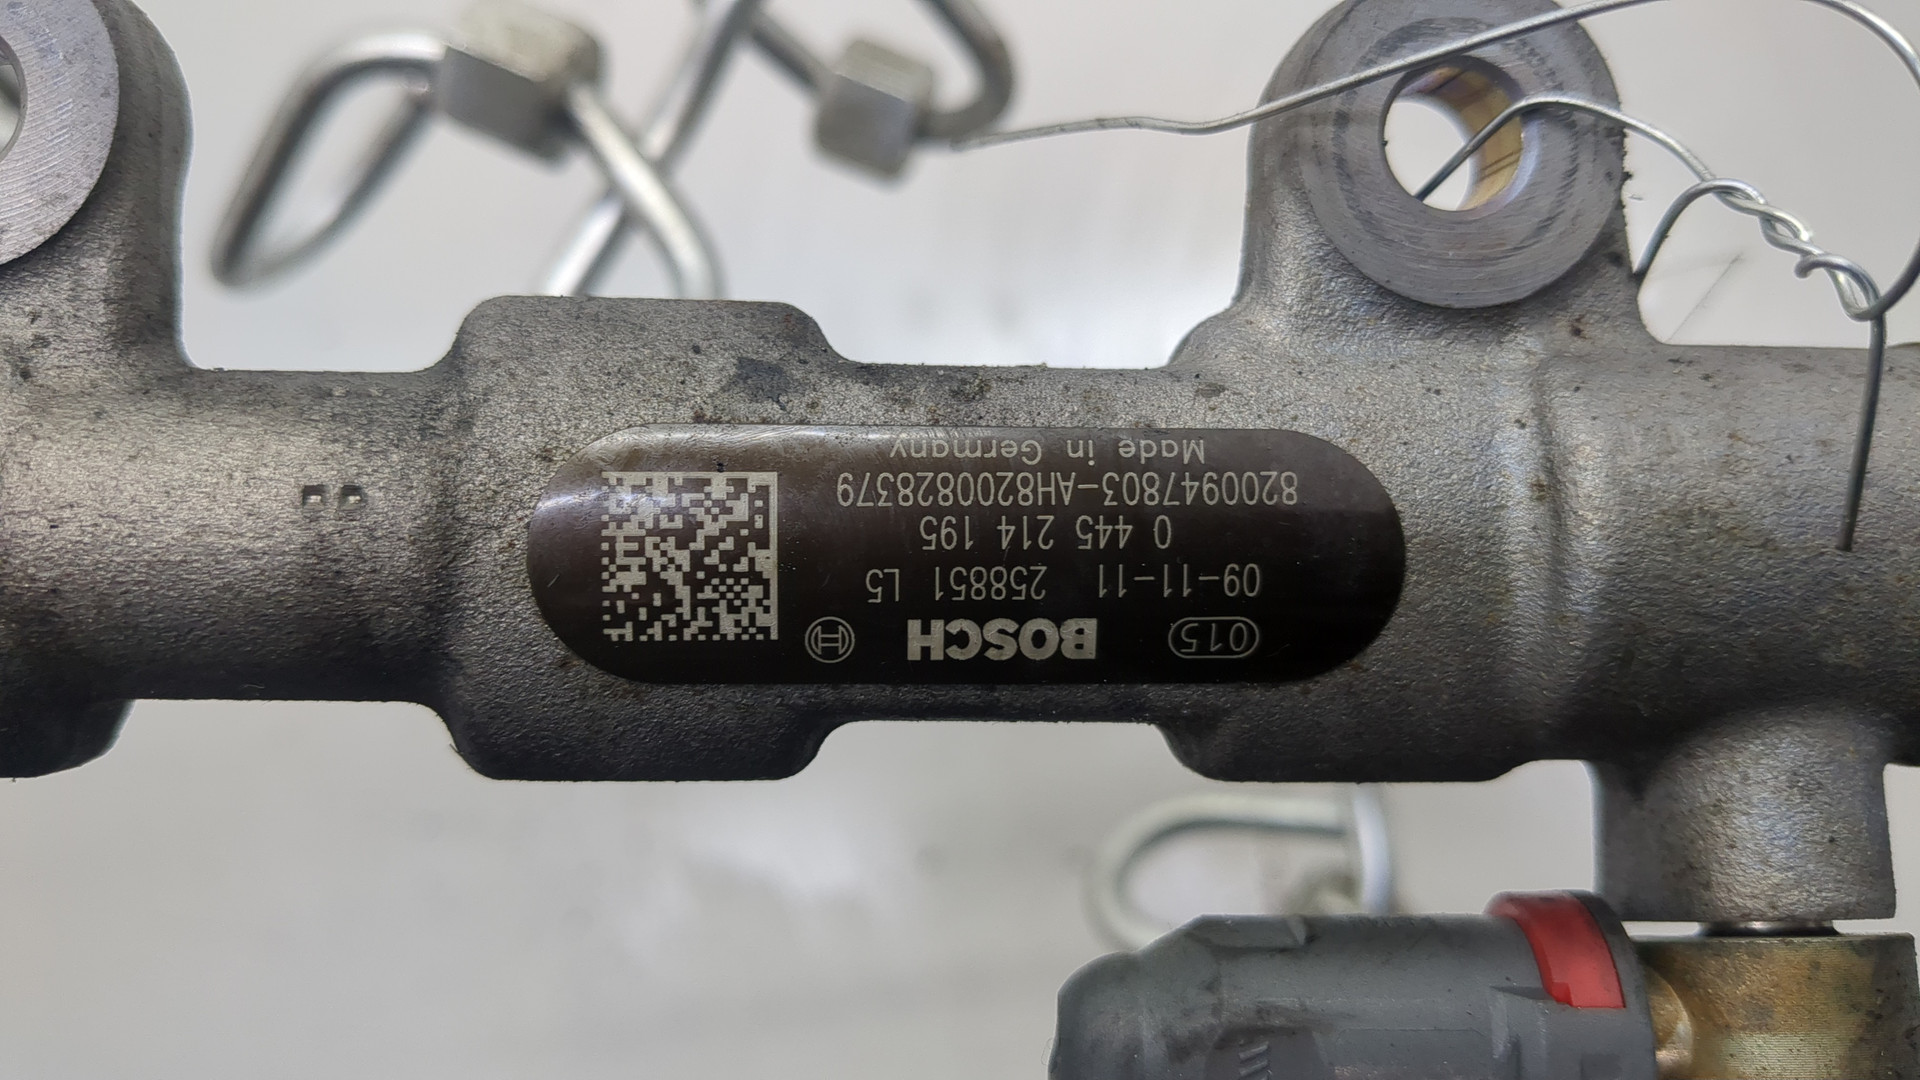 015 BOSCH
09-11-11 258851 L5
0 445 214 195
8200947803-AH8200828379
Made in Germany